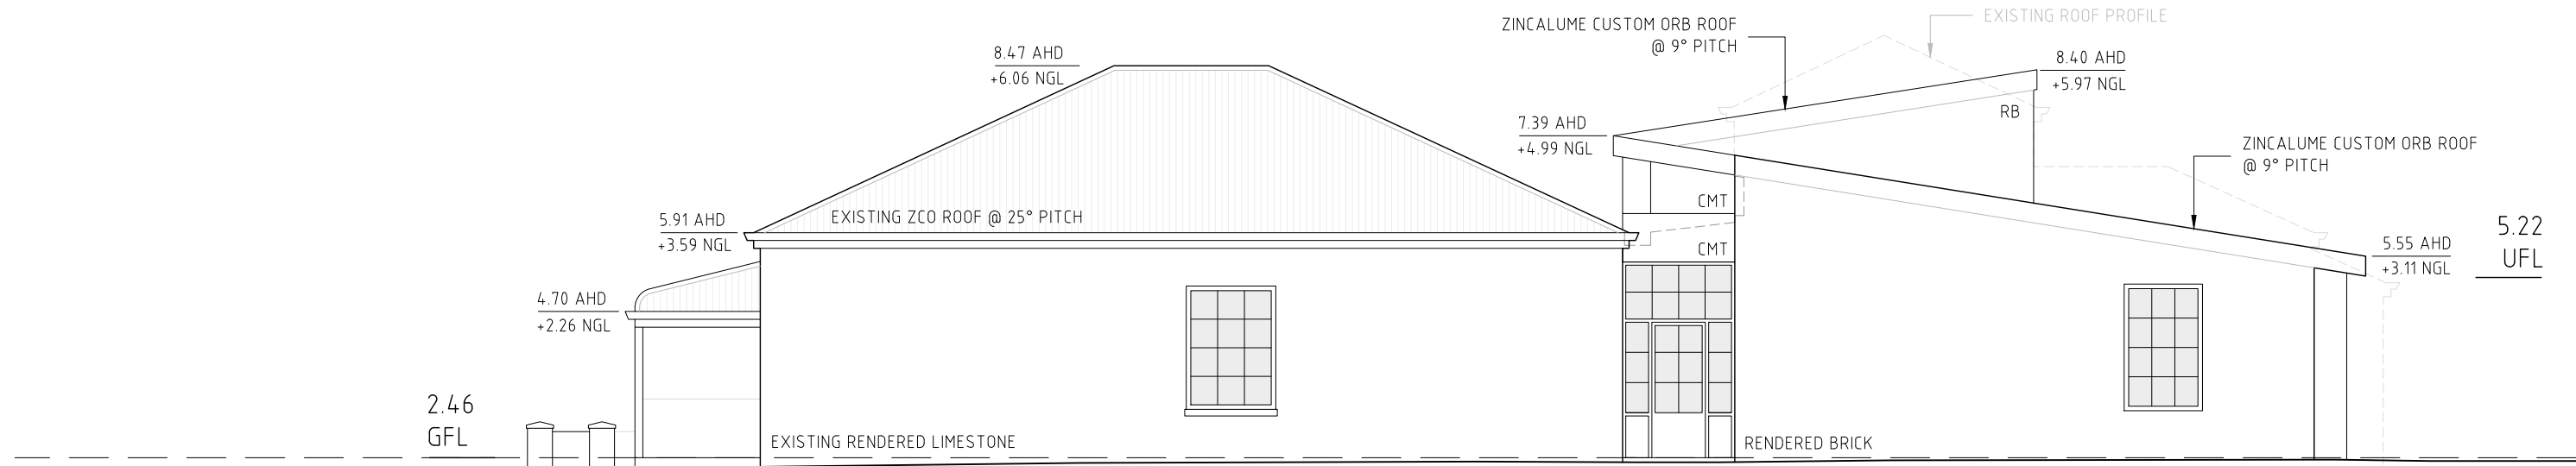 ZINCALUME CUSTOM ORB ROOF
@ 9° PITCH
EXISTING ROOF PROFILE
8.47 AHD
+6.06 NGL
8.40 AHD
+5.97 NGL
RB
7.39 AHD
+4.99 NGL
ZINCALUME CUSTOM ORB ROOF
@ 9° PITCH
CMT
5.91 AHD
+3.59 NGL
EXISTING ZCO ROOF @ 25° PITCH
CMT
5.55 AHD
+3.11 NGL
5.22
UFL
4.70 AHD
+2.26 NGL
2.46
GFL
EXISTING RENDERED LIMESTONE
RENDERED BRICK